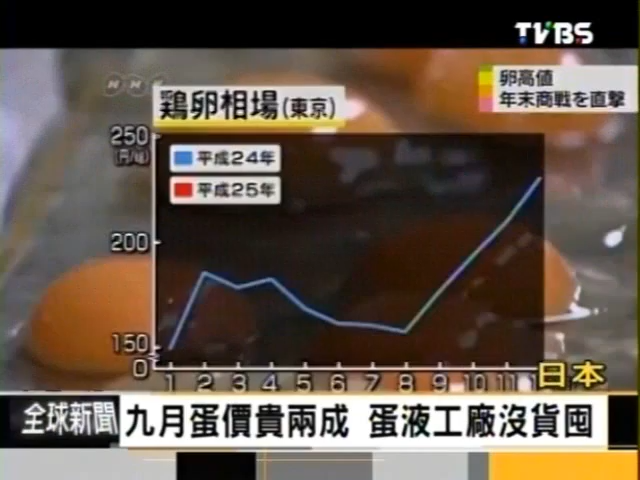 TVBS
NHK
卵高値
年末商戦を直撃
鶏卵相場(東京)
250
(円/kg)
平成24年
平成25年
200
150
0
1 2 3 4 5 6 7 8 9 10 11 1
日本
全球新聞
九月蛋價貴兩成 蛋液工廠沒貨囤